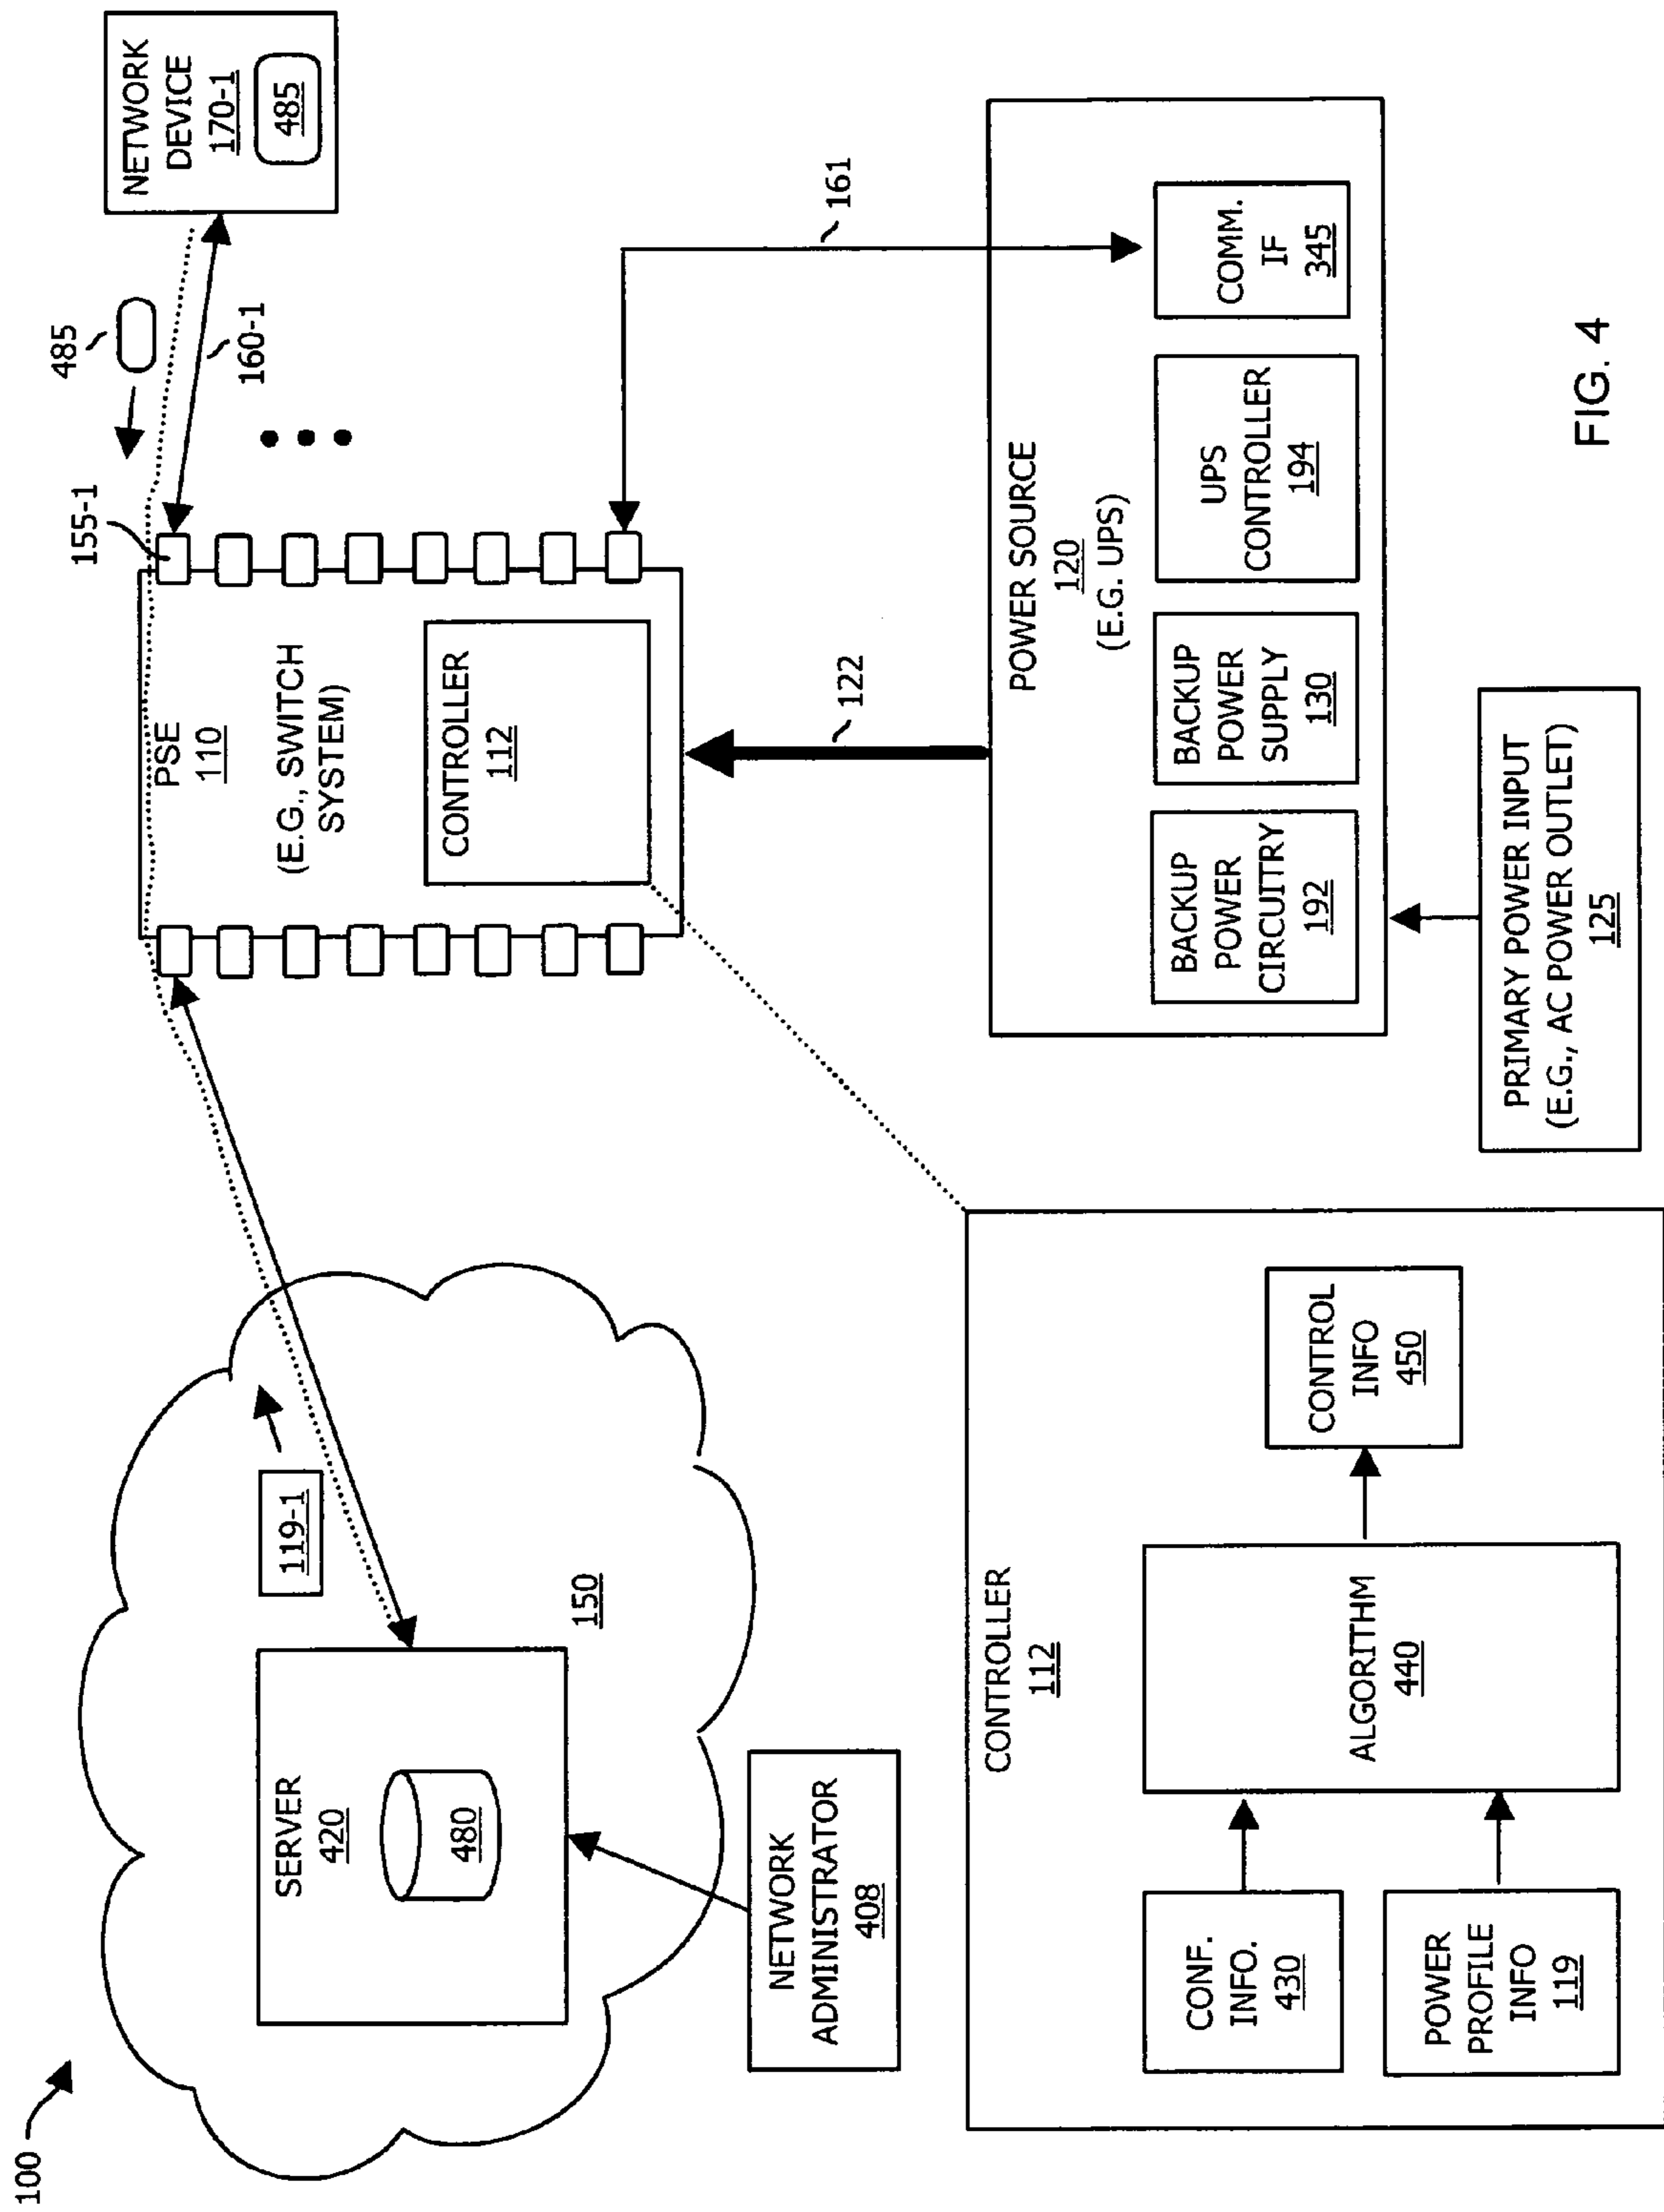 100
SERVER
420
480
119-1
150
NETWORK
ADMINISTRATOR
408
PSE
110
(E.G., SWITCH
SYSTEM)
CONTROLLER
112
155-1
485
160-1
NETWORK
DEVICE
170-1
485
161
122
CONTROLLER
112
CONF.
INFO.
430
POWER
PROFILE
INFO
119
ALGORITHM
440
CONTROL
INFO
450
POWER SOURCE
120
(E.G. UPS)
BACKUP
POWER
CIRCUITRY
192
BACKUP
POWER
SUPPLY
130
UPS
CONTROLLER
194
COMM.
IF
345
PRIMARY POWER INPUT
(E.G., AC POWER OUTLET)
125
FIG. 4